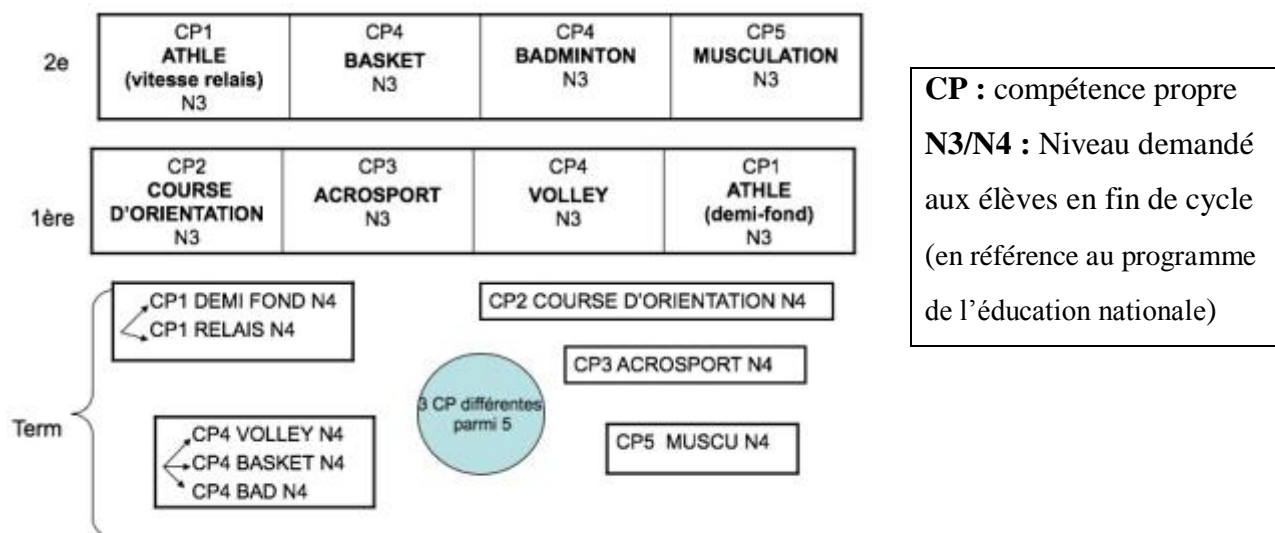 2e
CP1
ATHLE
(vitesse relais)
N3
CP4
BASKET
N3
CP4
BADMINTON
N3
CP5
MUSCULATION
N3
1ère
CP2
COURSE
D'ORIENTATION
N3
CP3
ACROSPORT
N3
CP4
VOLLEY
N3
CP1
ATHLE
(demi-fond)
N3
Term
CP1 DEMI FOND N4
CP1 RELAIS N4
CP4 VOLLEY N4
CP4 BASKET N4
CP4 BAD N4
3 CP différentes
parmi 5
CP2 COURSE D'ORIENTATION N4
CP3 ACROSPORT N4
CP5 MUSCU N4
CP : compétence propre
N3/N4 : Niveau demandé
aux élèves en fin de cycle
(en référence au programme
de l'éducation nationale)